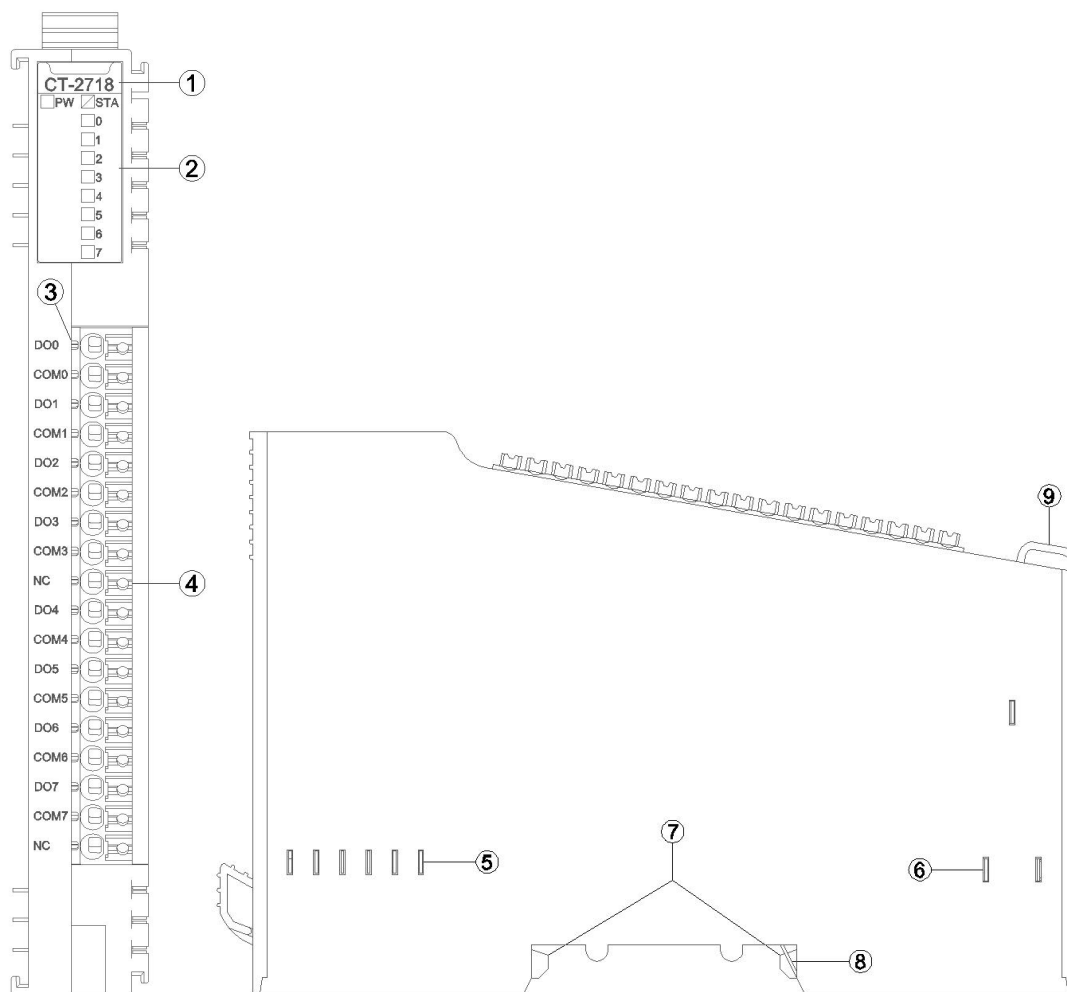 CT-2718
①
PW STA
0
1
2
②
3
4
5
6
7
③
DO0
COM0
DO1
COM1
DO2
COM2
DO3
COM3
NC
④
DO4
COM4
DO5
COM5
DO6
COM6
DO7
COM7
NC
⑨
⑦
⑤
⑥
⑧